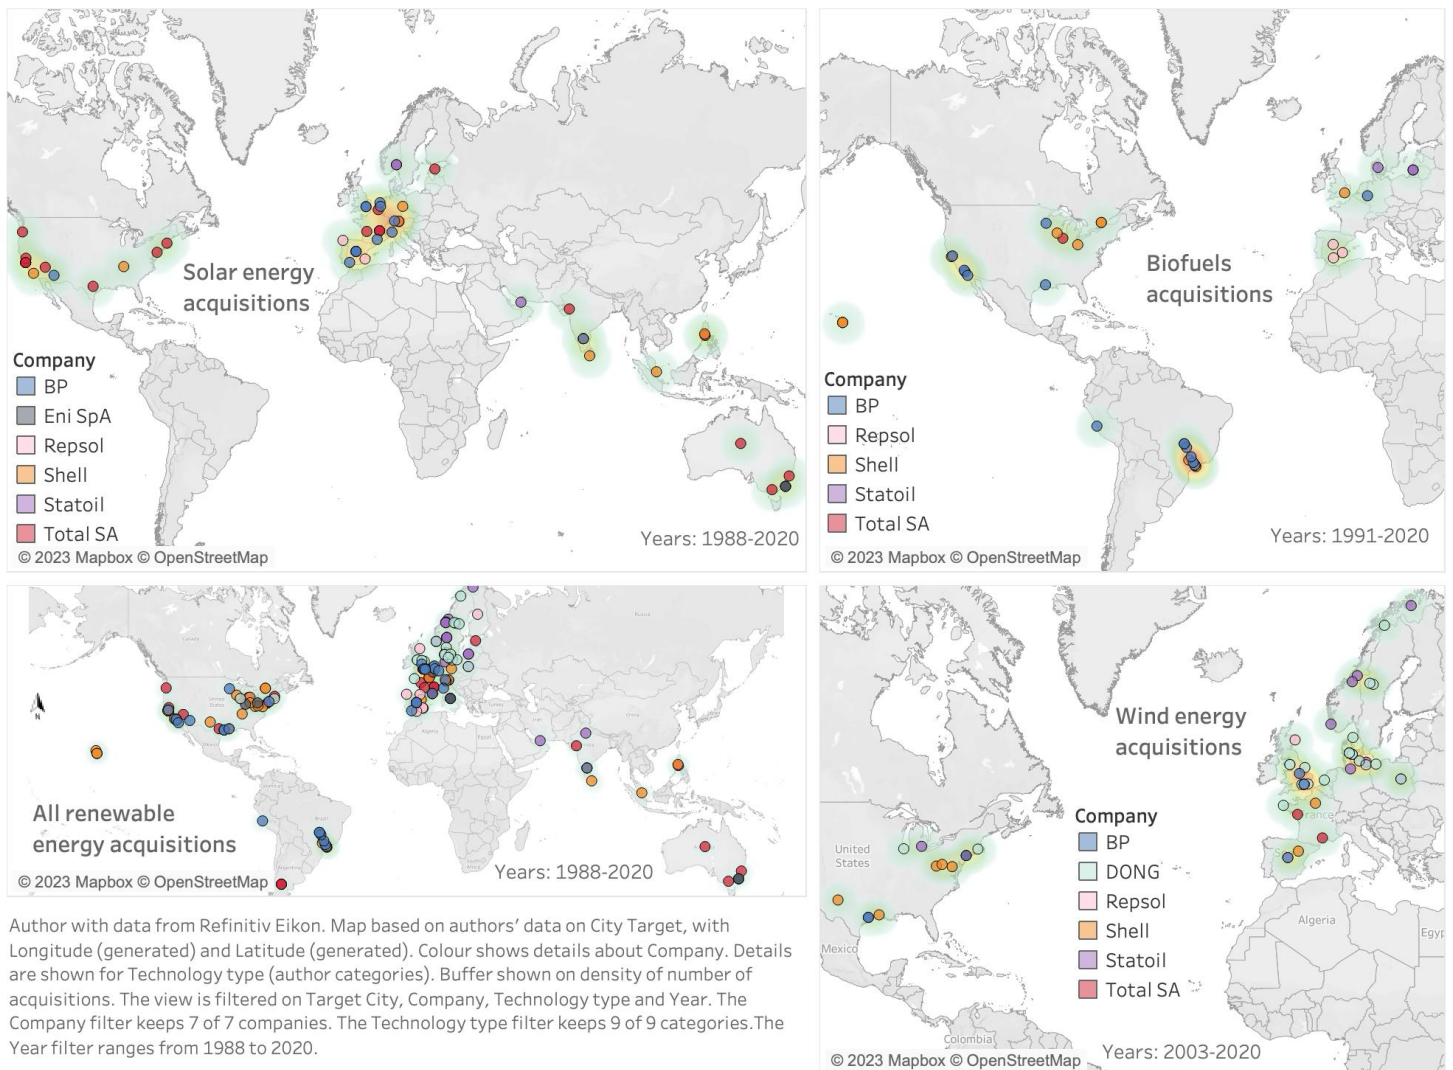 Solar energy
acquisitions
Company
BP
Eni SpA
Repsol
Shell
Statoil
Total SA
Years: 1988-2020
© 2023 Mapbox © OpenStreetMap
Biofuels
acquisitions
Company
BP
Repsol
Shell
Statoil
Total SA
Years: 1991-2020
© 2023 Mapbox © OpenStreetMap
N
All renewable
energy acquisitions
Years: 1988-2020
© 2023 Mapbox © OpenStreetMap
Wind energy
acquisitions
Company
BP
DONG
Repsol
Shell
Statoil
Total SA
United
States
Mexico
Colombia
France
Algeria
Egyp
Years: 2003-2020
© 2023 Mapbox © OpenStreetMap
Author with data from Refinitiv Eikon. Map based on authors’ data on City Target, with
Longitude (generated) and Latitude (generated). Colour shows details about Company. Details
are shown for Technology type (author categories). Buffer shown on density of number of
acquisitions. The view is filtered on Target City, Company, Technology type and Year. The
Company filter keeps 7 of 7 companies. The Technology type filter keeps 9 of 9 categories.The
Year filter ranges from 1988 to 2020.